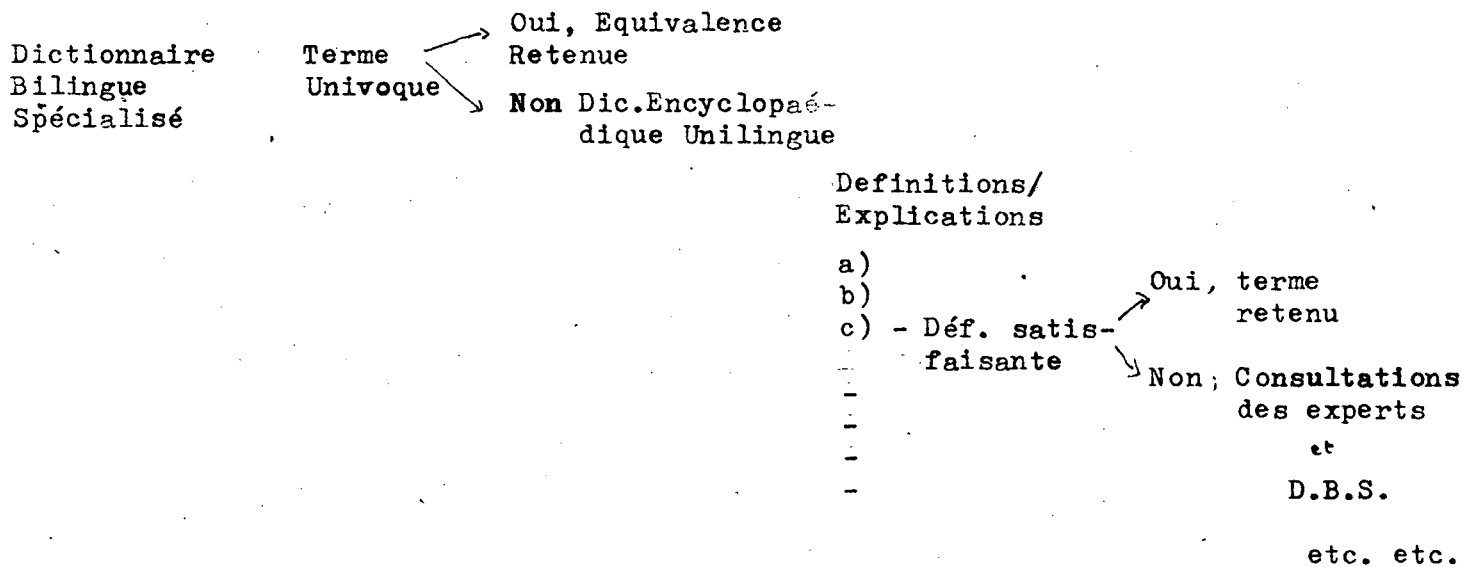 Dictionnaire
Bilingue
Spécialisé
Terme
Univoque
Oui, Equivalence
Retenue
Non Dic.Encyclopaé-
dique Unilingue
Definitions/
Explications
a)
b)
c) - Déf. satis-
faisante
-
-
-
-
Oui, terme
retenu
Non; Consultations
des experts
et
D.B.S.
etc. etc.